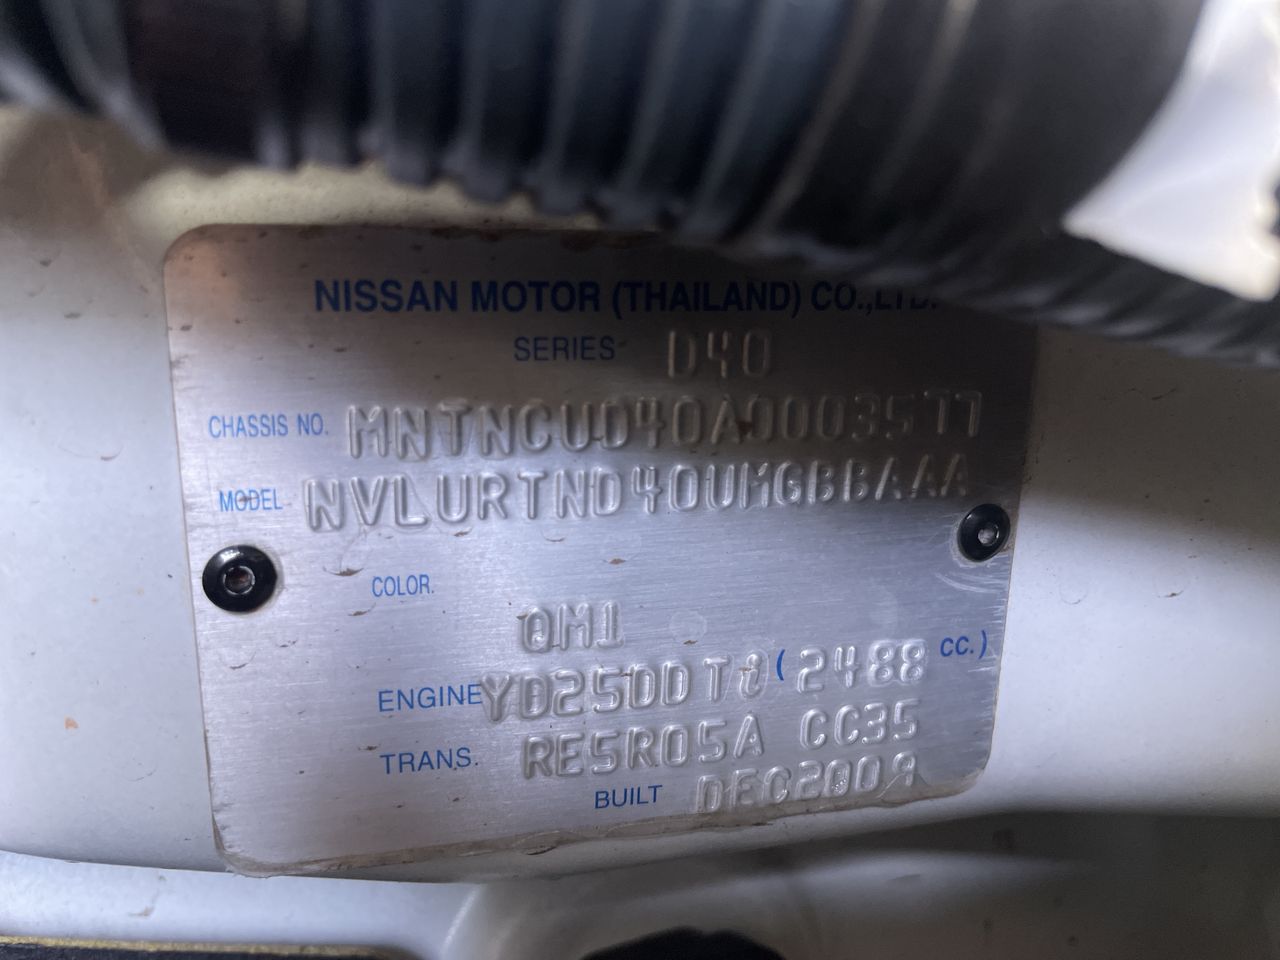 NISSAN MOTOR (THAILAND) CO.,LTD.
SERIES D40
CHASSIS NO. MNTNCUD40A0003577
MODEL NVLURTND40UMGBBAAA
COLOR.
QM1
ENGINE YD25DDTi (2488 CC.)
TRANS. RE5R05A CC35
BUILT DEC2009